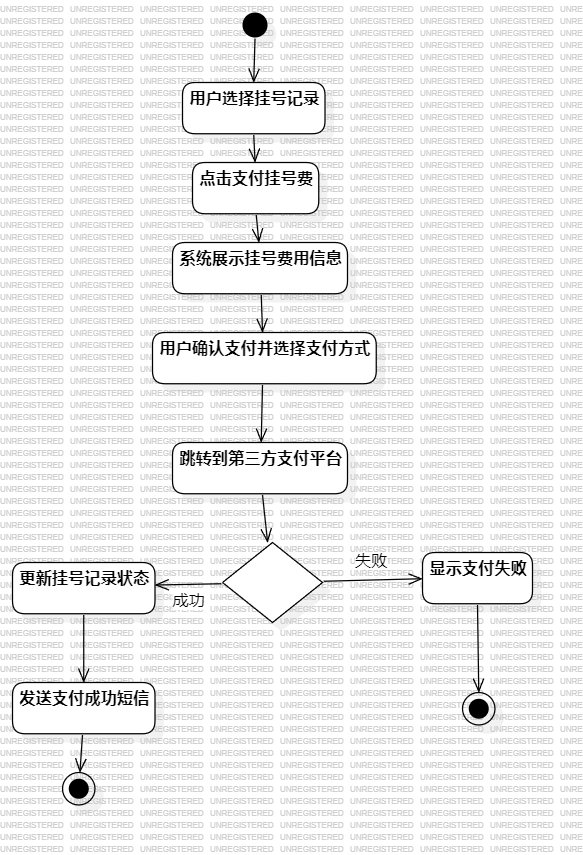 用户选择挂号记录
点击支付挂号费
系统展示挂号费用信息
用户确认支付并选择支付方式
跳转到第三方支付平台
失败
显示支付失败
更新挂号记录状态
成功
发送支付成功短信
UNREGISTERED